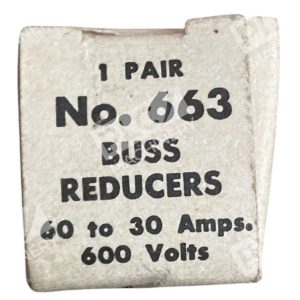 1 PAIR
No. 663
BUSS
REDUCERS
60 to 30 Amps.
600 Volts